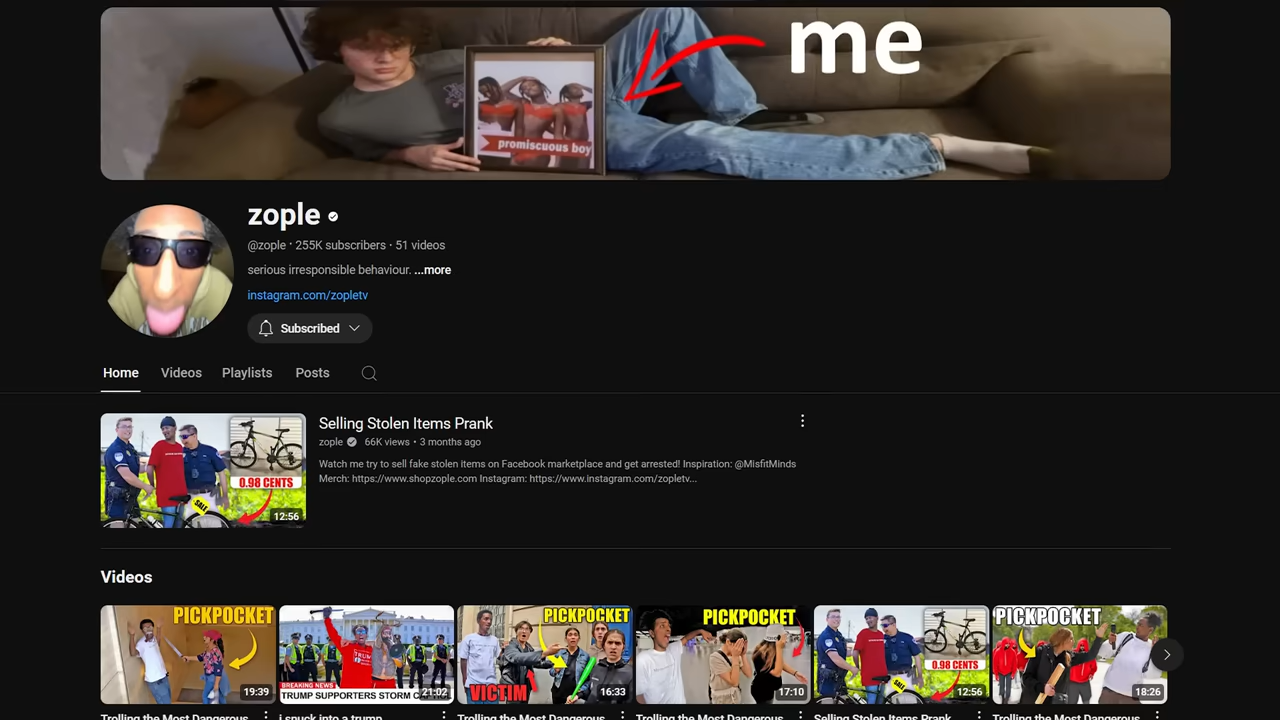 me
promiscuous boy
zople
@zople · 255K subscribers · 51 videos
serious irresponsible behaviour. ...more
instagram.com/zopletv
Subscribed
Home Videos Playlists Posts
Selling Stolen Items Prank
zople 66K views • 3 months ago
Watch me try to sell fake stolen items on Facebook marketplace and get arrested! Inspiration: @MisfitMinds
Merch: https://www.shopzople.com Instagram: https://www.instagram.com/zopletv...
0.98 CENTS
SALE
12:56
Videos
PICKPOCKET
19:39
TRUMP
BREAKING NEWS
TRUMP SUPPORTERS STORM
21:02
PICKPOCKET
VICTIM
16:33
PICKPOCKET
17:10
0.98 CENTS
SALE
12:56
PICKPOCKET
18:26
Trolling the Most Dangerous
i snuck into a trump
Trolling the Most Dangerous
Trolling the Most Dangerous
Selling Stolen Items Prank
Trolling the Most Dangerous